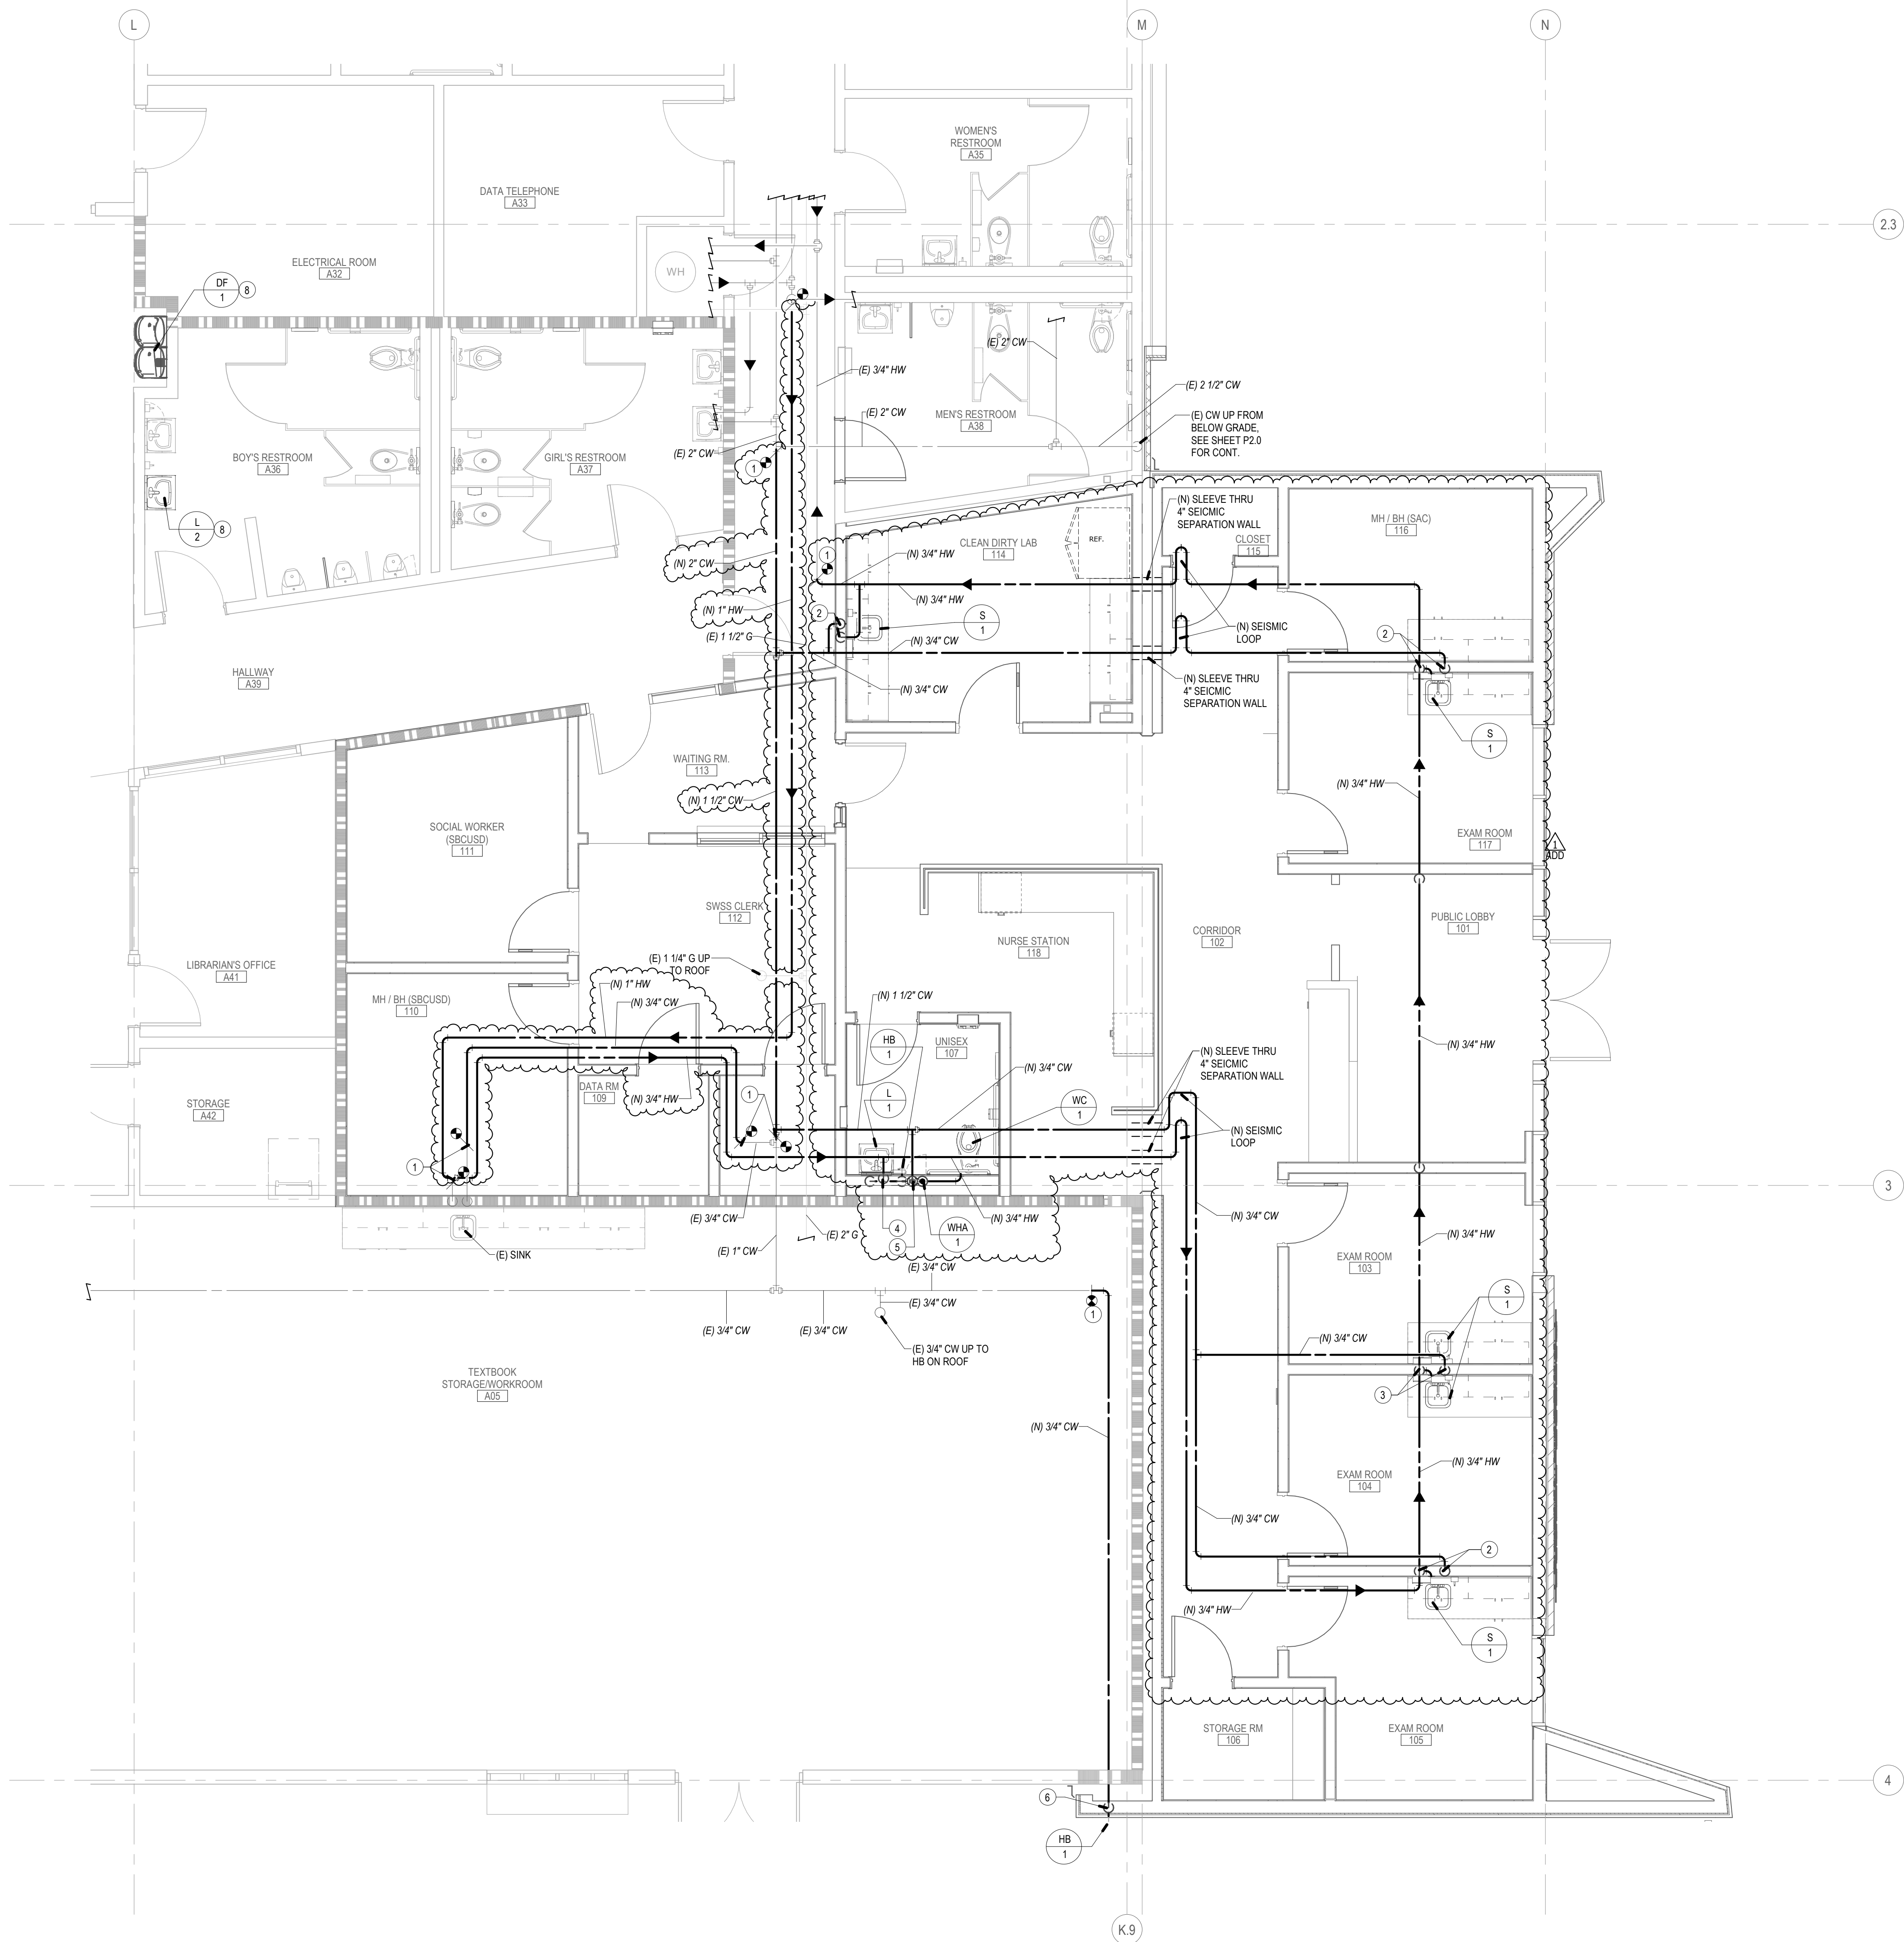 L
M
N
WOMEN'S
RESTROOM
A35
DATA TELEPHONE
A33
2.3
ELECTRICAL ROOM
A32
WH
DF
1
8
(E) 2" CW
(E) 3/4" HW
(E) 2 1/2" CW
(E) 2" CW
MEN'S RESTROOM
A38
(E) CW UP FROM
BELOW GRADE,
SEE SHEET P2.0
FOR CONT.
BOY'S RESTROOM
A36
GIRL'S RESTROOM
A37
(E) 2" CW
1
L
2
8
(N) SLEEVE THRU
4" SEICMIC
SEPARATION WALL
MH / BH (SAC)
116
CLEAN DIRTY LAB
114
REF.
CLOSET
115
1
(N) 3/4" HW
(N) 2" CW
(N) 3/4" HW
(N) 1" HW
2
S
1
(N) SEISMIC
LOOP
2
(E) 1 1/2" G
(N) 3/4" CW
HALLWAY
A39
(N) 3/4" CW
(N) SLEEVE THRU
4" SEICMIC
SEPARATION WALL
S
1
WAITING RM.
113
(N) 1 1/2" CW
(N) 3/4" HW
SOCIAL WORKER
(SBCUSD)
111
EXAM ROOM
117
1
ADD
SWSS CLERK
112
PUBLIC LOBBY
101
CORRIDOR
102
NURSE STATION
118
LIBRARIAN'S OFFICE
A41
(E) 1 1/4" G UP
TO ROOF
(N) 1" HW
(N) 3/4" CW
MH / BH (SBCUSD)
110
(N) 1 1/2" CW
HB
1
UNISEX
107
(N) 3/4" HW
(N) SLEEVE THRU
4" SEICMIC
SEPARATION WALL
(N) 3/4" CW
DATA RM
109
(N) 3/4" HW
1
L
1
WC
1
STORAGE
A42
(N) SEISMIC
LOOP
1
3
(E) 3/4" CW
(N) 3/4" HW
(N) 3/4" CW
4
WHA
1
(E) 2" G
(N) 3/4" HW
5
(E) 1" CW
(E) SINK
EXAM ROOM
103
(E) 3/4" CW
(E) 3/4" CW
S
1
1
(E) 3/4" CW
(E) 3/4" CW
(N) 3/4" CW
(E) 3/4" CW UP TO
HB ON ROOF
TEXTBOOK
STORAGE/WORKROOM
A05
3
(N) 3/4" CW
(N) 3/4" HW
EXAM ROOM
104
(N) 3/4" CW
2
(N) 3/4" HW
S
1
STORAGE RM
106
EXAM ROOM
105
4
6
HB
1
K.9